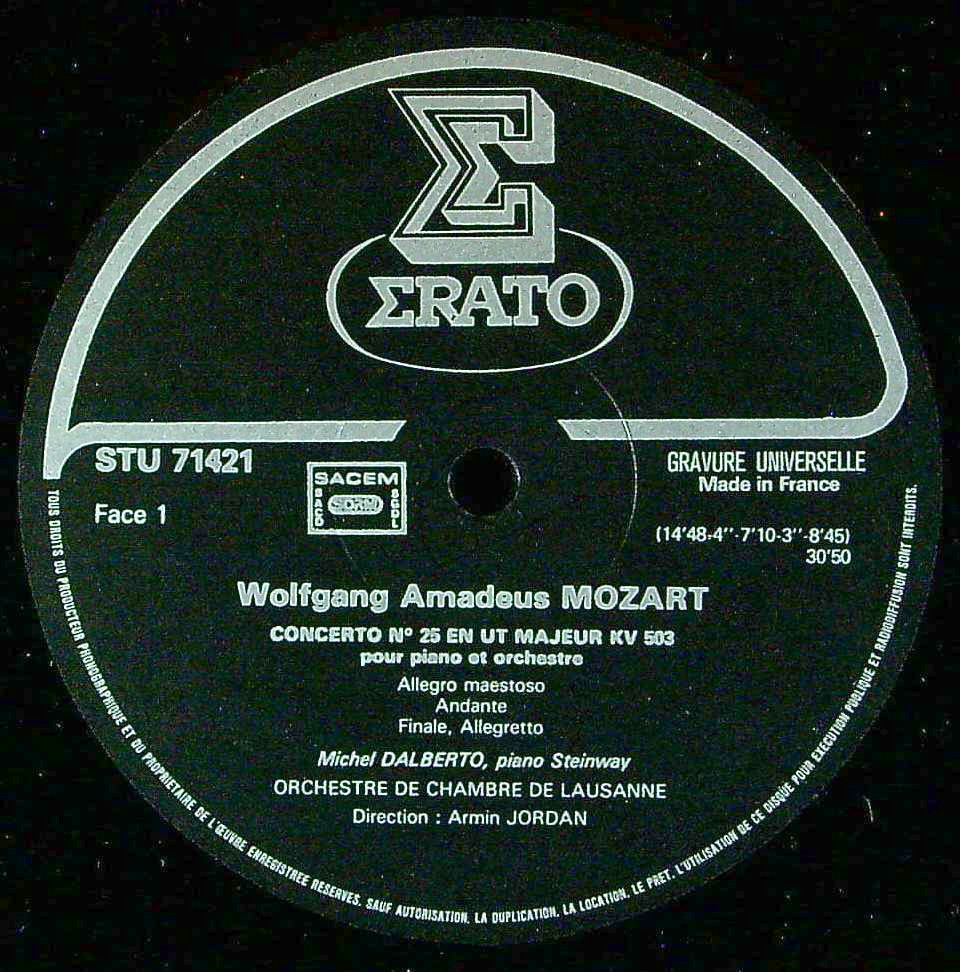 Σ
ΣRATO
STU 71421
GRAVURE UNIVERSELLE
Made in France
SACEM
SACD
SDRM
SGDL
Face 1
(14'48-4''-7'10-3''-8'45)
30'50
Wolfgang Amadeus MOZART
CONCERTO Nº 25 EN UT MAJEUR KV 503
pour piano et orchestre
Allegro maestoso
Andante
Finale, Allegretto
Michel DALBERTO, piano Steinway
ORCHESTRE DE CHAMBRE DE LAUSANNE
Direction : Armin JORDAN
TOUS DROITS DU PRODUCTEUR PHONOGRAPHIQUE ET DU PROPRIETAIRE DE L'ŒUVRE ENREGISTREE RESERVES. SAUF AUTORISATION, LA DUPLICATION, LA LOCATION, LE PRET, L'UTILISATION DE CE DISQUE POUR EXECUTION PUBLIQUE ET RADIODIFFUSION SONT INTERDITS.